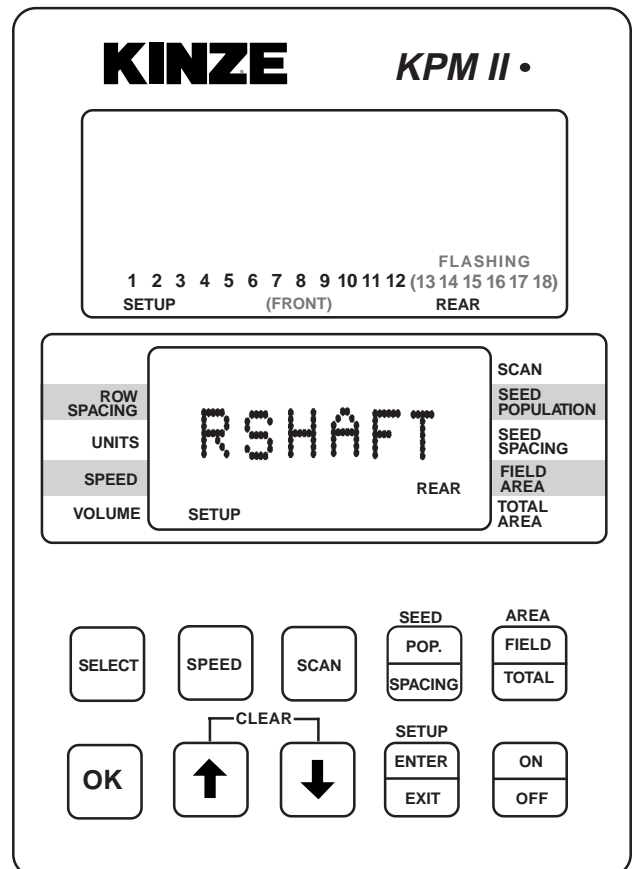 KINZE KPM II •
FLASHING
1 2 3 4 5 6 7 8 9 10 11 12 (13 14 15 16 17 18)
SETUP (FRONT) REAR
ROW
SPACING
UNITS
SPEED
VOLUME
RSHAFT
REAR
SETUP
SCAN
SEED
POPULATION
SEED
SPACING
FIELD
AREA
TOTAL
AREA
SELECT
SPEED
SCAN
SEED
POP.
SPACING
AREA
FIELD
TOTAL
CLEAR
OK
SETUP
ENTER
EXIT
ON
OFF